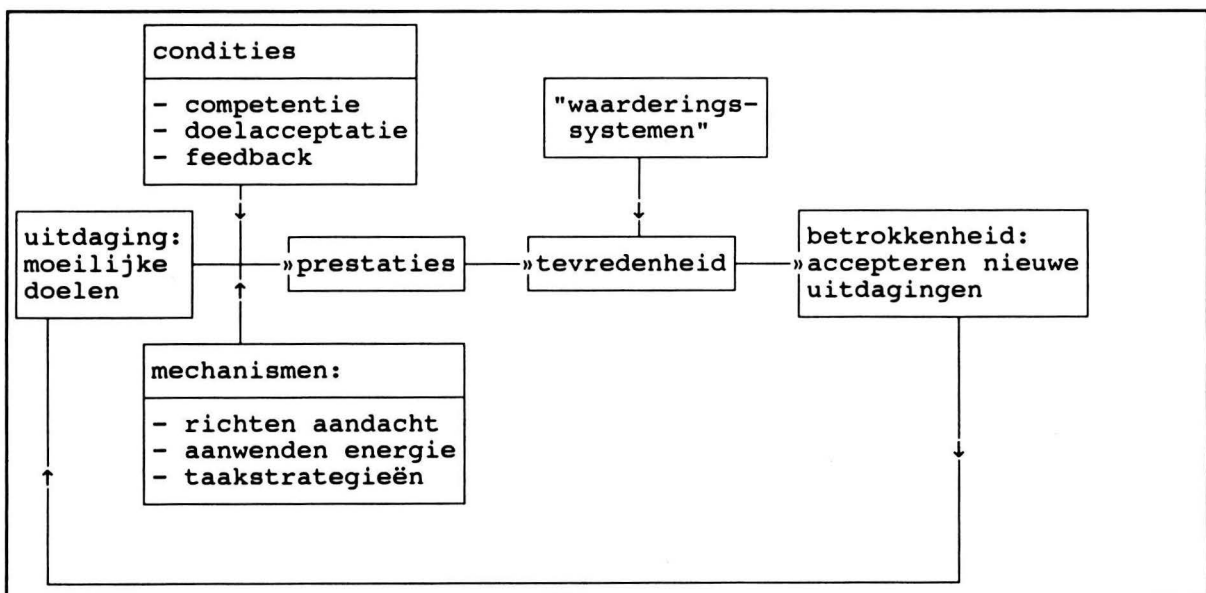 condities
- competentie
- doelacceptatie
- feedback
"waarderings-
systemen"
uitdaging:
moeilijke
doelen
»prestaties
»tevredenheid
betrokkenheid:
»accepteren nieuwe
uitdagingen
mechanismen:
- richten aandacht
- aanwenden energie
- taakstrategieën